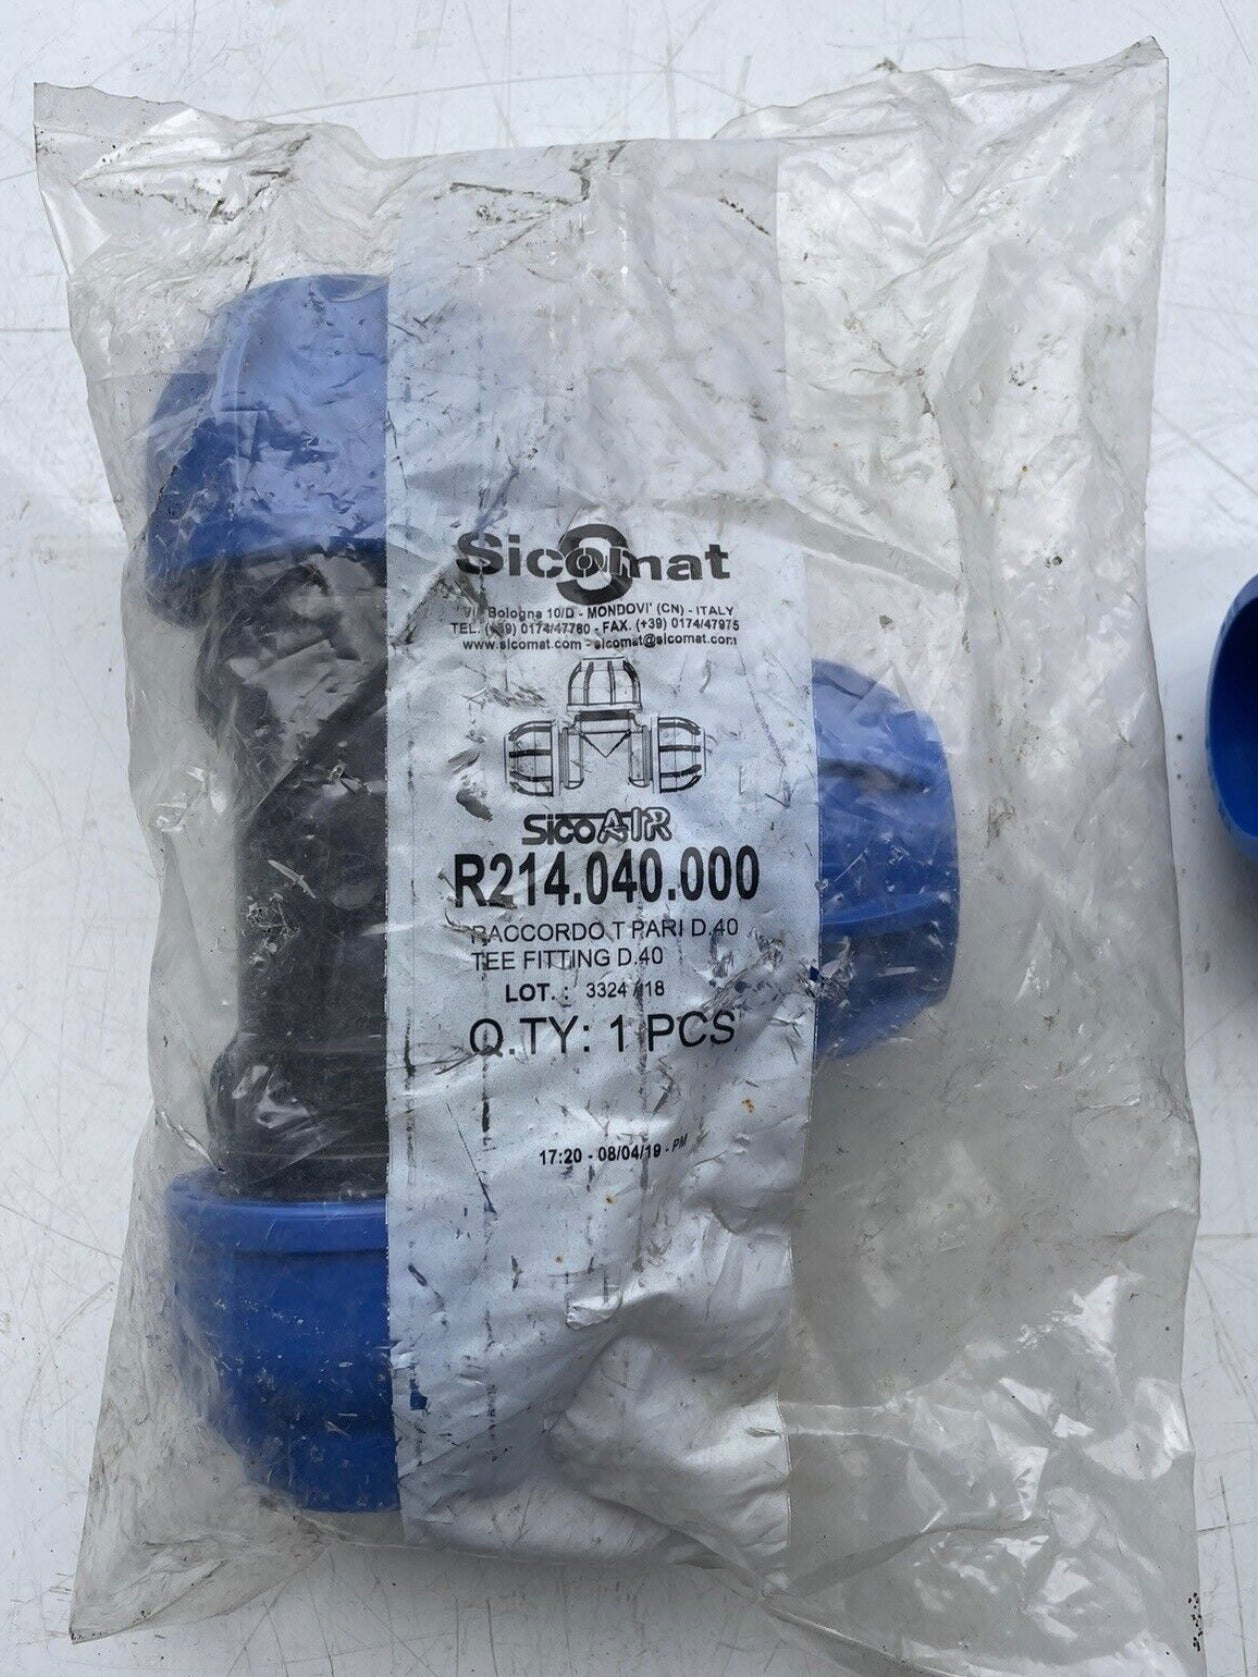 Sicomat
VIA Bologna 10/D - MONDOVI' (CN) - ITALY
TEL. (+39) 0174/47780 - FAX. (+39) 0174/47975
www.sicomat.com - sicomat@sicomat.com
SicoAIR
R214.040.000
RACCORDO T PARI D.40
TEE FITTING D.40
LOT. : 3324 /18
Q.TY: 1 PCS
17:20 - 08/04/19 - PM